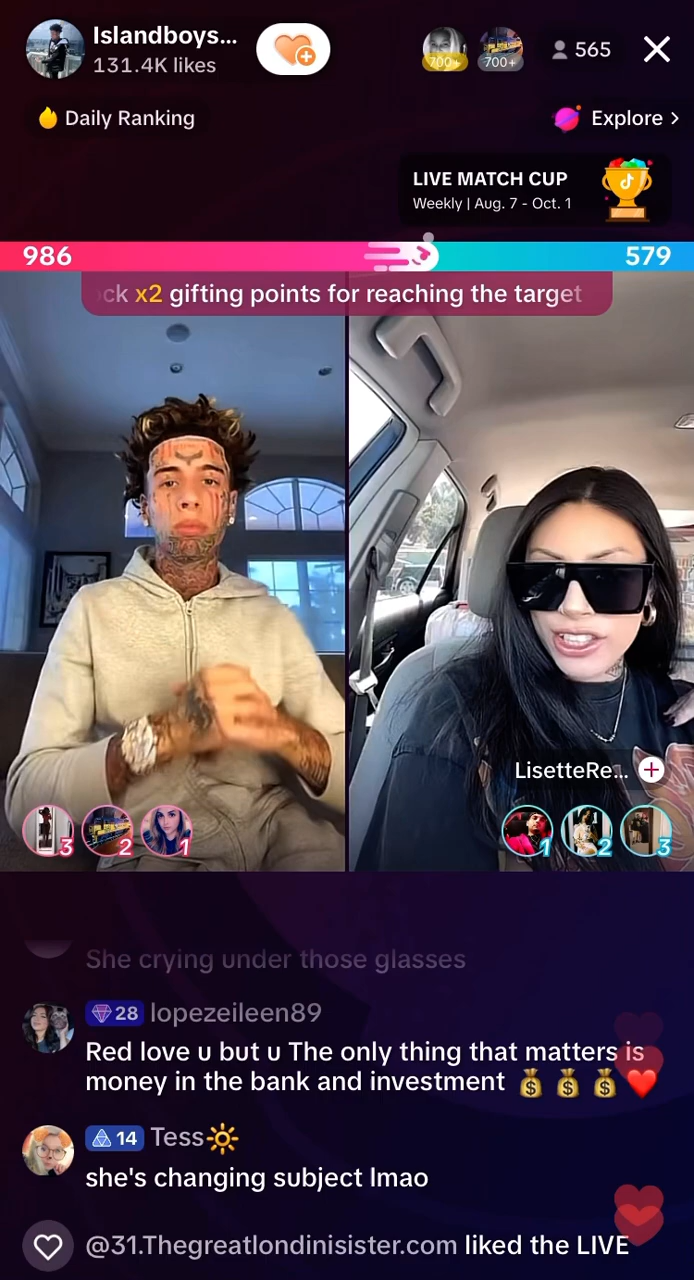 Islandboys...
131.4K likes
700+
700+
565
Daily Ranking
Explore >
LIVE MATCH CUP
Weekly | Aug. 7 - Oct. 1
986
579
ck x2 gifting points for reaching the target
LisetteRe...
3
2
1
1
2
3
She crying under those glasses
28 lopezeileen89
Red love u but u The only thing that matters is
money in the bank and investment 💰 💰 💰 ❤️
14 Tess🔆
she's changing subject lmao
@31.Thegreatlondinisister.com liked the LIVE